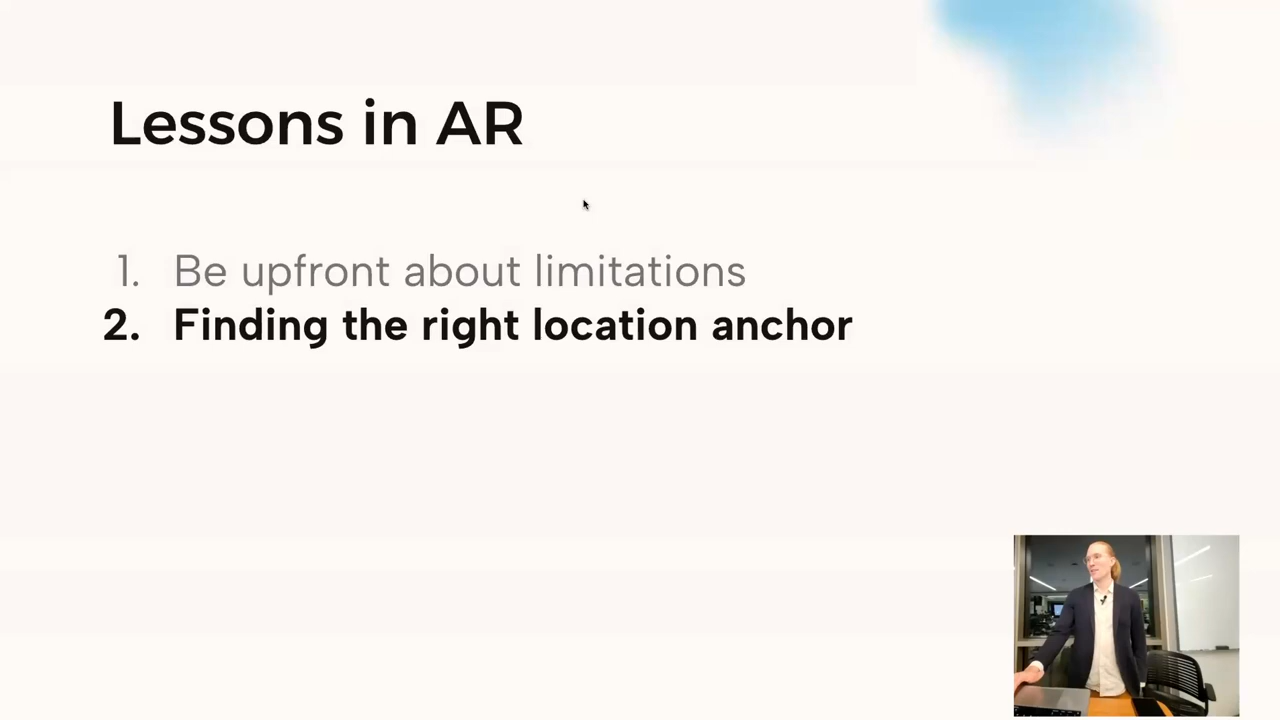 Lessons in AR
1. Be upfront about limitations
2. Finding the right location anchor